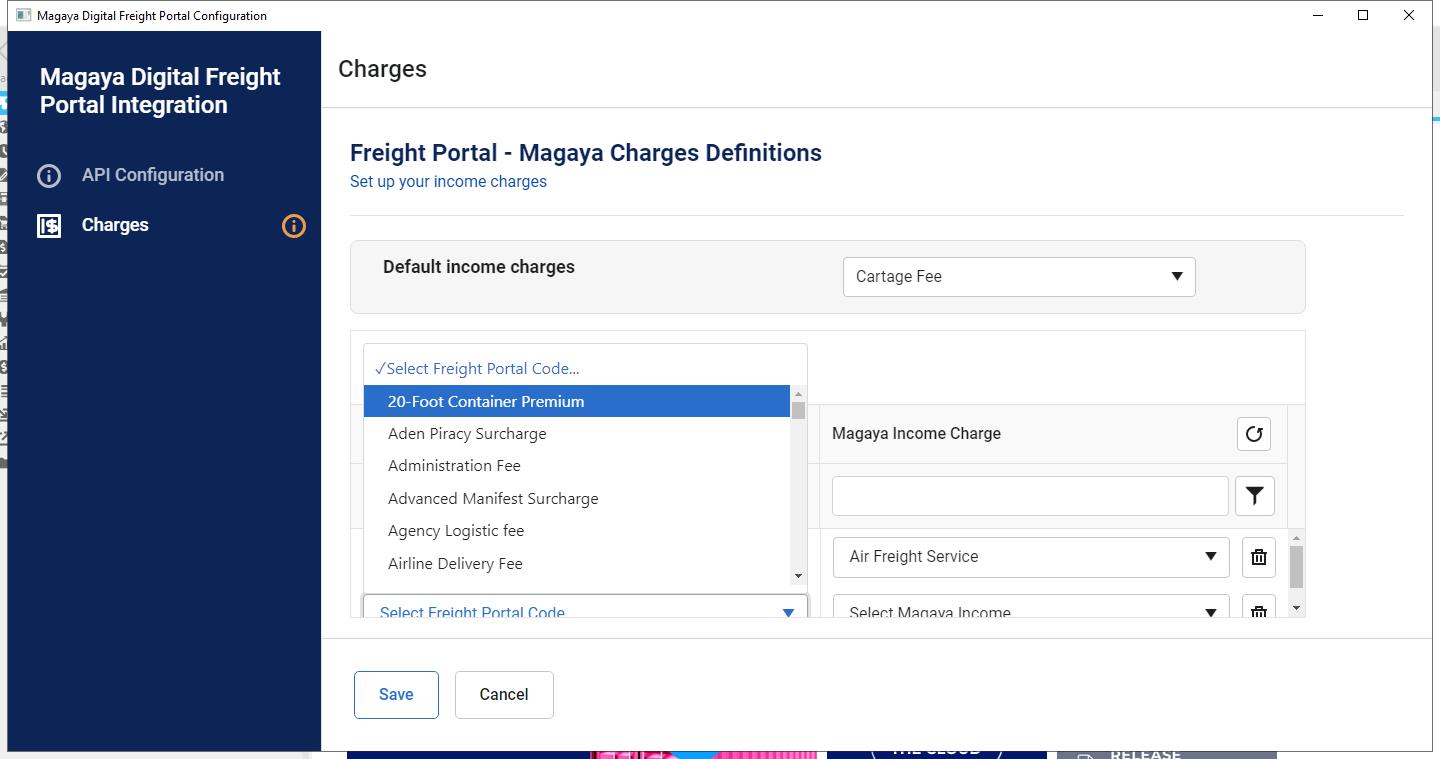 Magaya Digital Freight Portal Configuration
Magaya Digital Freight
Portal Integration
API Configuration
Charges
Charges
Freight Portal - Magaya Charges Definitions
Set up your income charges
Default income charges
Cartage Fee
✓Select Freight Portal Code...
20-Foot Container Premium
Aden Piracy Surcharge
Administration Fee
Advanced Manifest Surcharge
Agency Logistic fee
Airline Delivery Fee
Select Freight Portal Code
Magaya Income Charge
Air Freight Service
Select Magaya Income
Save
Cancel
THE CLOUD
RELEASE